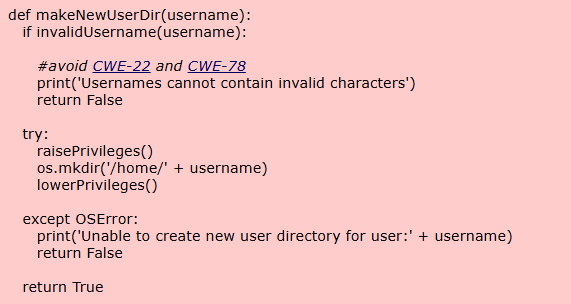 def makeNewUserDir(username):
if invalidUsername(username):
#avoid CWE-22 and CWE-78
print('Usernames cannot contain invalid characters')
return False
try:
raisePrivileges()
os.mkdir('/home/' + username)
lowerPrivileges()
except OSError:
print('Unable to create new user directory for user:' + username)
return False
return True